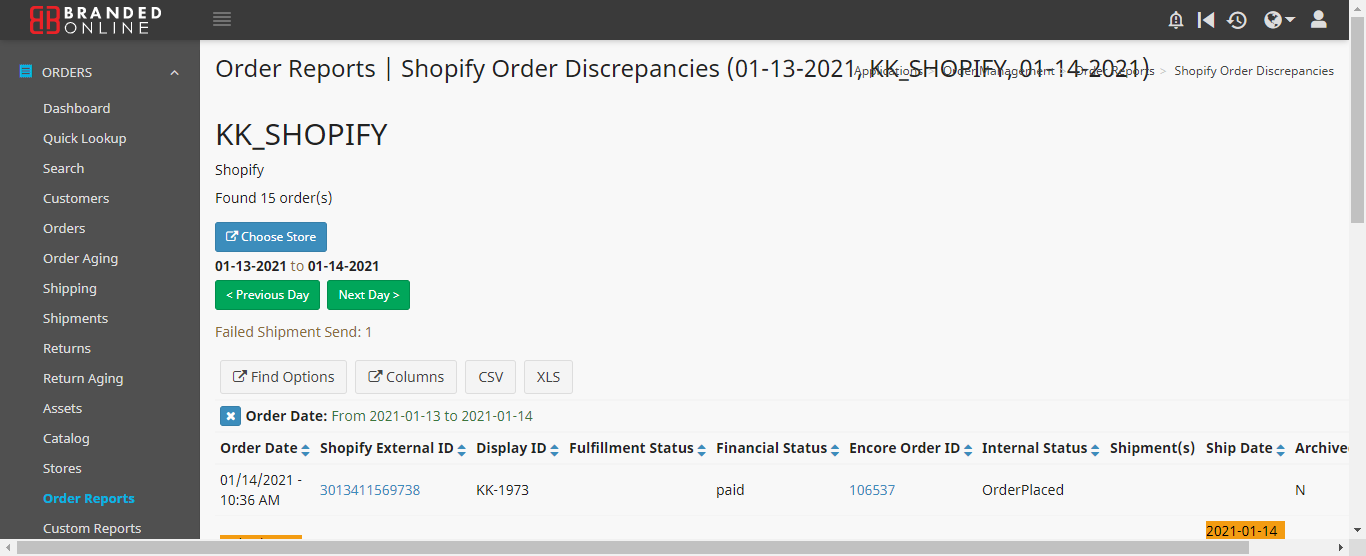 BRANDED
ONLINE
ORDERS
Dashboard
Quick Lookup
Search
Customers
Orders
Order Aging
Shipping
Shipments
Returns
Return Aging
Assets
Catalog
Stores
Order Reports
Custom Reports
Order Reports | Shopify Order Discrepancies (01-13-2021, KK_SHOPIFY, 01-14-2021)
Applications > Order Management > Order Reports > Shopify Order Discrepancies
KK_SHOPIFY
Shopify
Found 15 order(s)
Choose Store
01-13-2021 to 01-14-2021
< Previous Day Next Day >
Failed Shipment Send: 1
Find Options Columns CSV XLS
Order Date: From 2021-01-13 to 2021-01-14
Order Date Shopify External ID Display ID Fulfillment Status Financial Status Encore Order ID Internal Status Shipment(s) Ship Date Archive
01/14/2021 -
10:36 AM 3013411569738 KK-1973 paid 106537 OrderPlaced N
2021-01-14